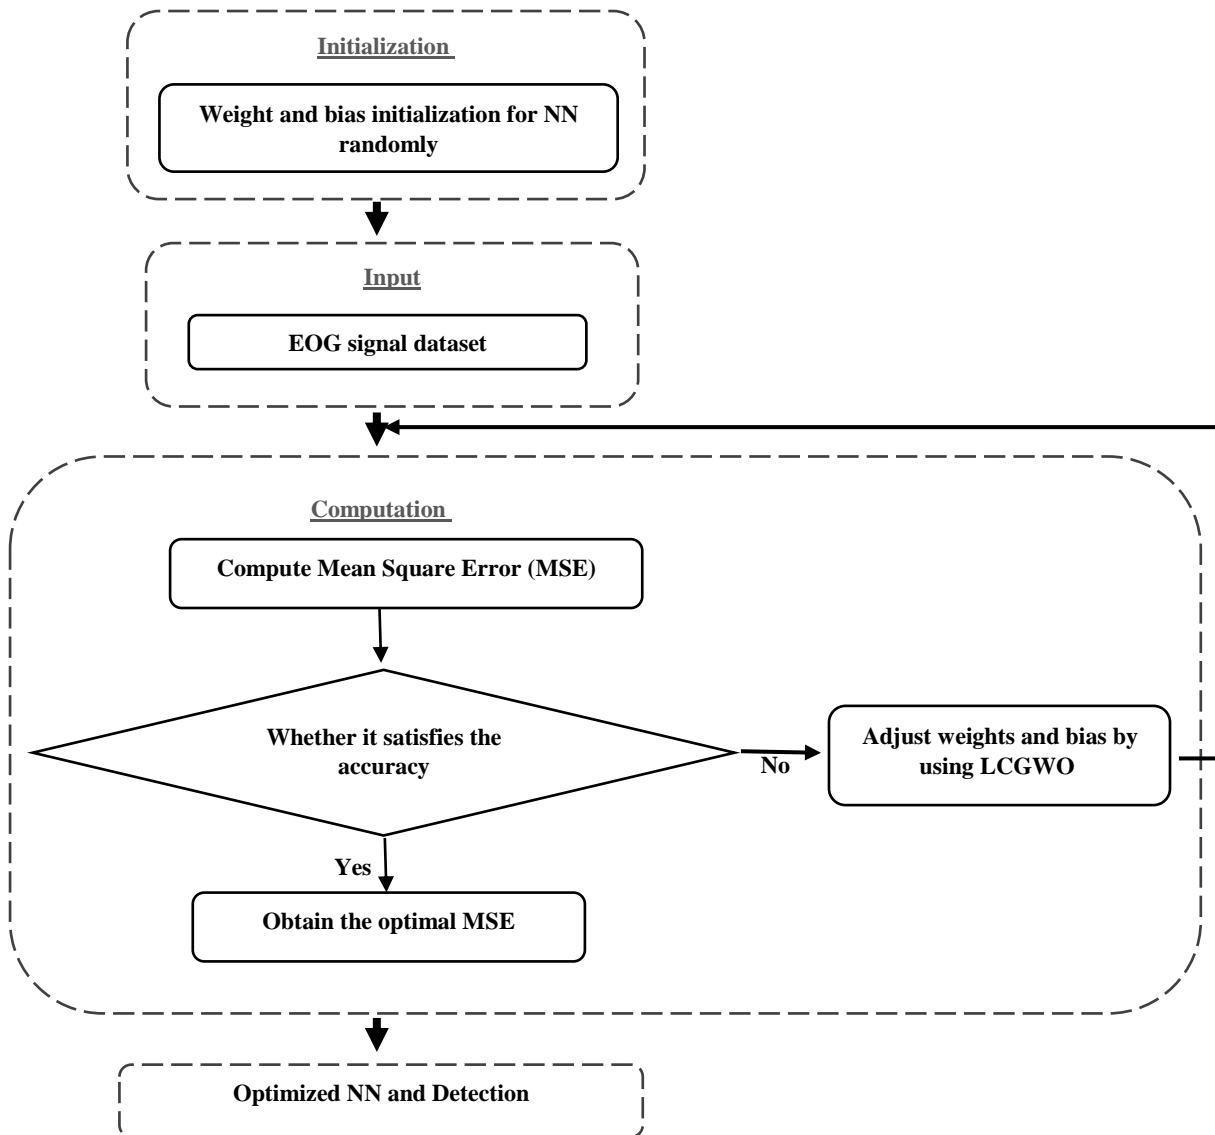 Initialization
Weight and bias initialization for NN
randomly
Input
EOG signal dataset
Computation
Compute Mean Square Error (MSE)
Whether it satisfies the
accuracy
No
Adjust weights and bias by
using LCGWO
Yes
Obtain the optimal MSE
Optimized NN and Detection